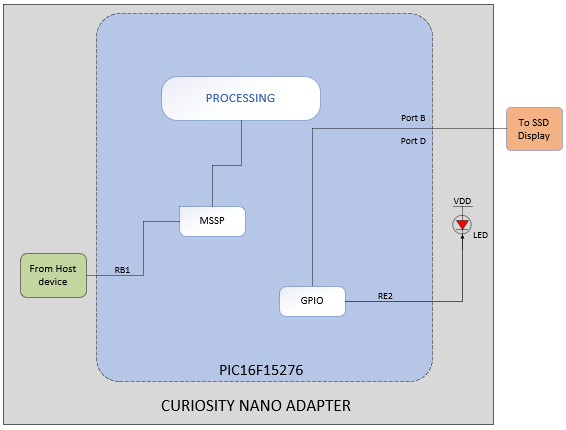 PROCESSING
Port B
Port D
To SSD
Display
VDD
LED
MSSP
From Host
device
RB1
GPIO
RE2
PIC16F15276
CURIOSITY NANO ADAPTER